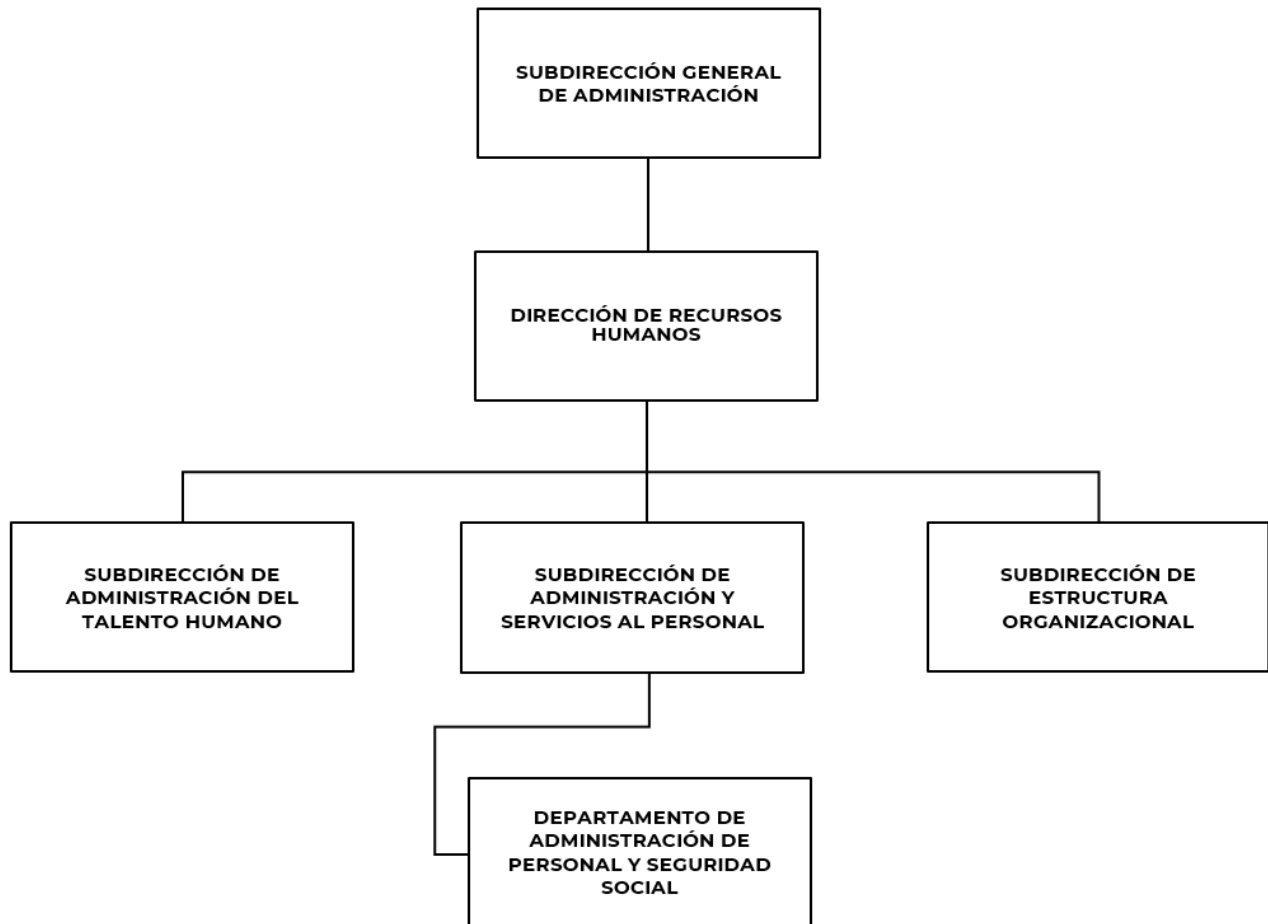 SUBDIRECCIÓN GENERAL
DE ADMINISTRACIÓN
DIRECCIÓN DE RECURSOS
HUMANOS
SUBDIRECCIÓN DE
ADMINISTRACIÓN DEL
TALENTO HUMANO
SUBDIRECCIÓN DE
ADMINISTRACIÓN Y
SERVICIOS AL PERSONAL
SUBDIRECCIÓN DE
ESTRUCTURA
ORGANIZACIONAL
DEPARTAMENTO DE
ADMINISTRACIÓN DE
PERSONAL Y SEGURIDAD
SOCIAL